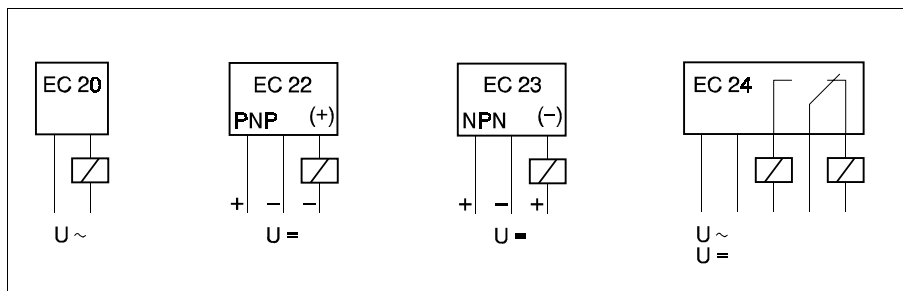 EC 20
U ~
EC 22
PNP (+)
+ − −
U =
EC 23
NPN (−)
+ − +
U =
EC 24
U ~
U =